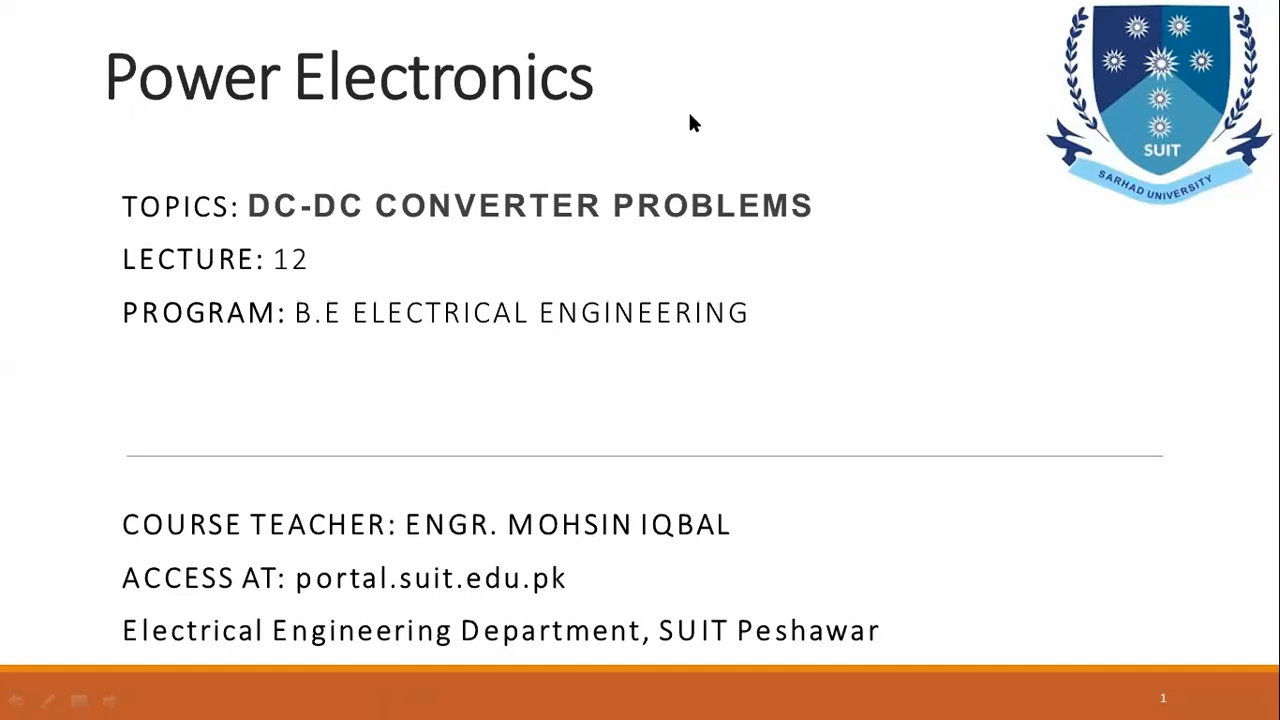 Power Electronics
SUIT
SARHAD UNIVERSITY
TOPICS: DC-DC CONVERTER PROBLEMS
LECTURE: 12
PROGRAM: B.E ELECTRICAL ENGINEERING
COURSE TEACHER: ENGR. MOHSIN IQBAL
ACCESS AT: portal.suit.edu.pk
Electrical Engineering Department, SUIT Peshawar
1